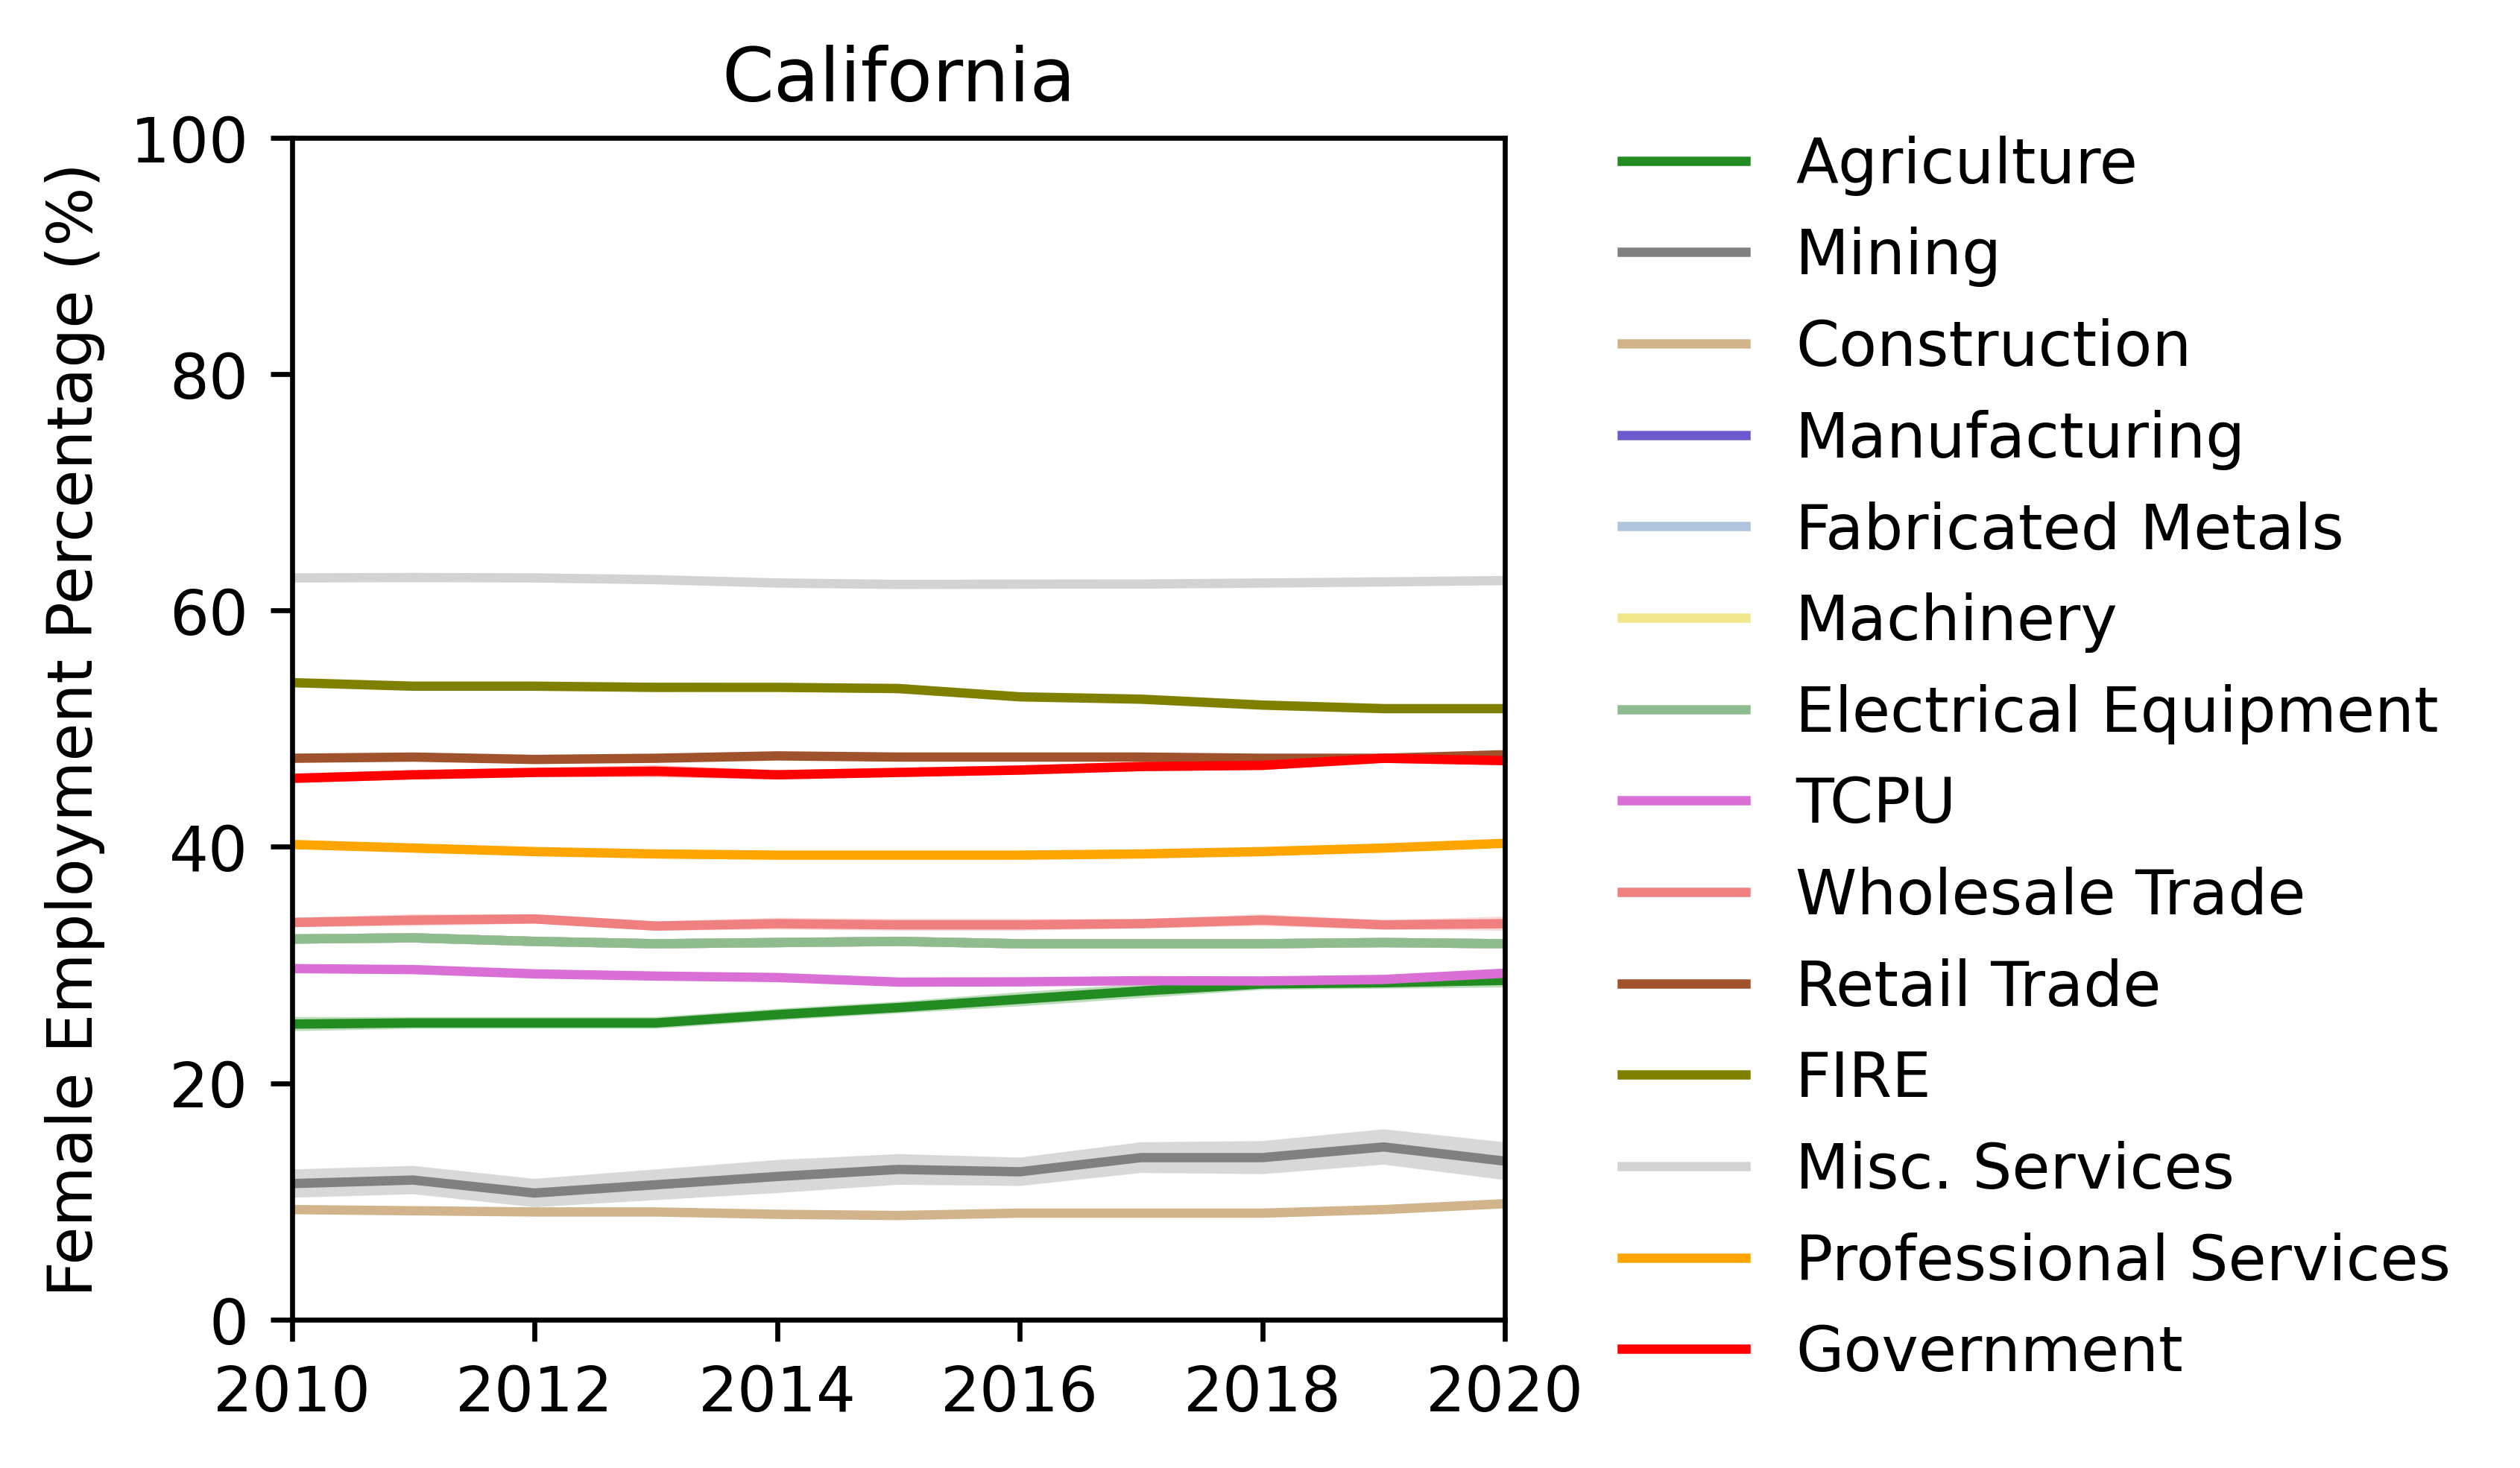 California
Female Employment Percentage (%)
100
80
60
40
20
0
2010 2012 2014 2016 2018 2020
Agriculture
Mining
Construction
Manufacturing
Fabricated Metals
Machinery
Electrical Equipment
TCPU
Wholesale Trade
Retail Trade
FIRE
Misc. Services
Professional Services
Government